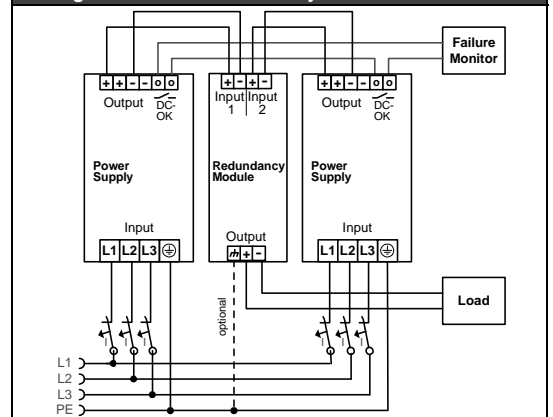 Failure
Monitor
+ + - - o o
+ - + -
+ + - - o o
Output
DC-
OK
Input Input
1 2
Output
DC-
OK
Power
Supply
Redundancy
Module
Power
Supply
Input
L1 L2 L3
Output
+ -
Input
L1 L2 L3
Load
optional
I I I
I I I
L1
L2
L3
PE